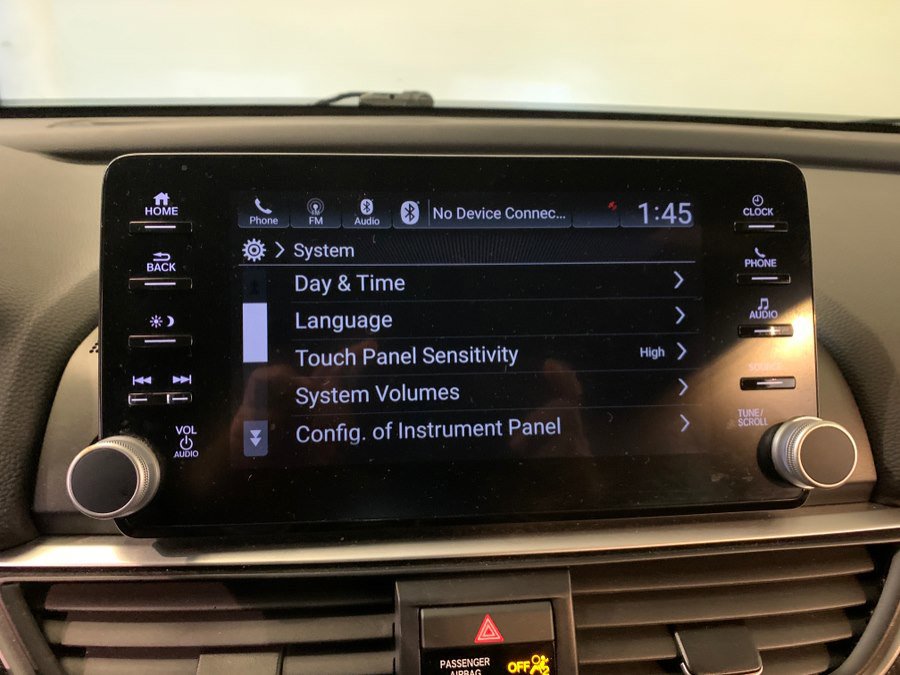 HOME
BACK
VOL
AUDIO
Phone
FM
Audio
No Device Connec...
1:45
System
Day & Time
Language
Touch Panel Sensitivity High
System Volumes
Config. of Instrument Panel
CLOCK
PHONE
AUDIO
SOURCE
TUNE/
SCROLL
PASSENGER
AIRBAG
OFF